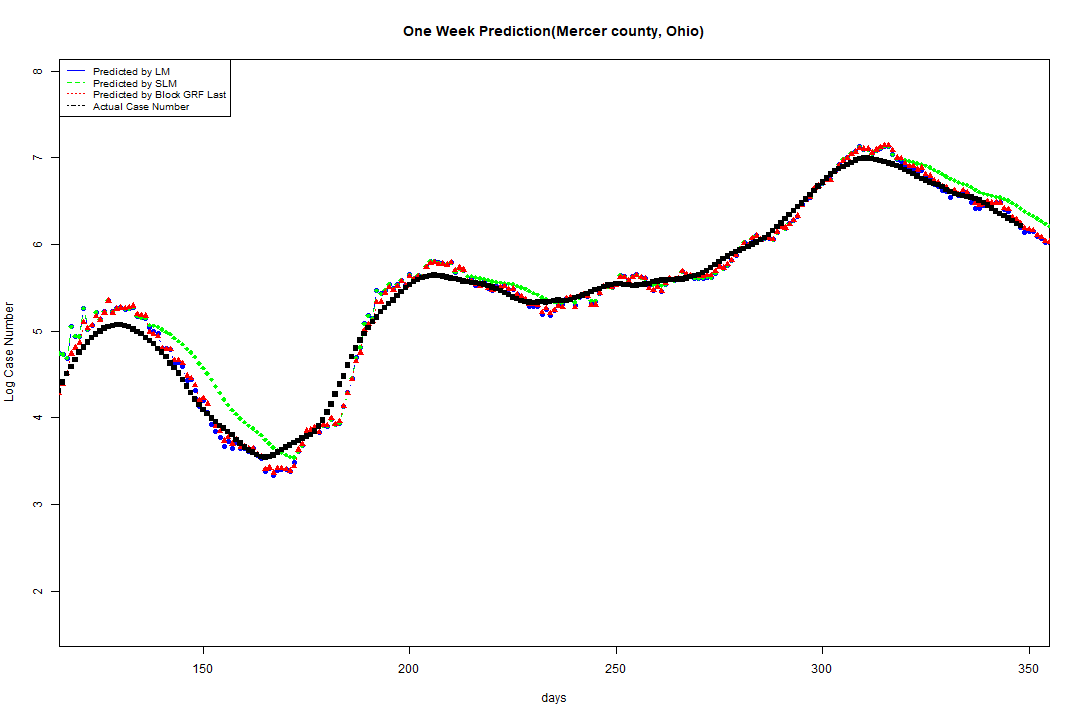 One Week Prediction(Mercer county, Ohio)
Predicted by LM
Predicted by SLM
Predicted by Block GRF Last
Actual Case Number
8
7
6
5
4
3
2
Log Case Number
150 200 250 300 350
days